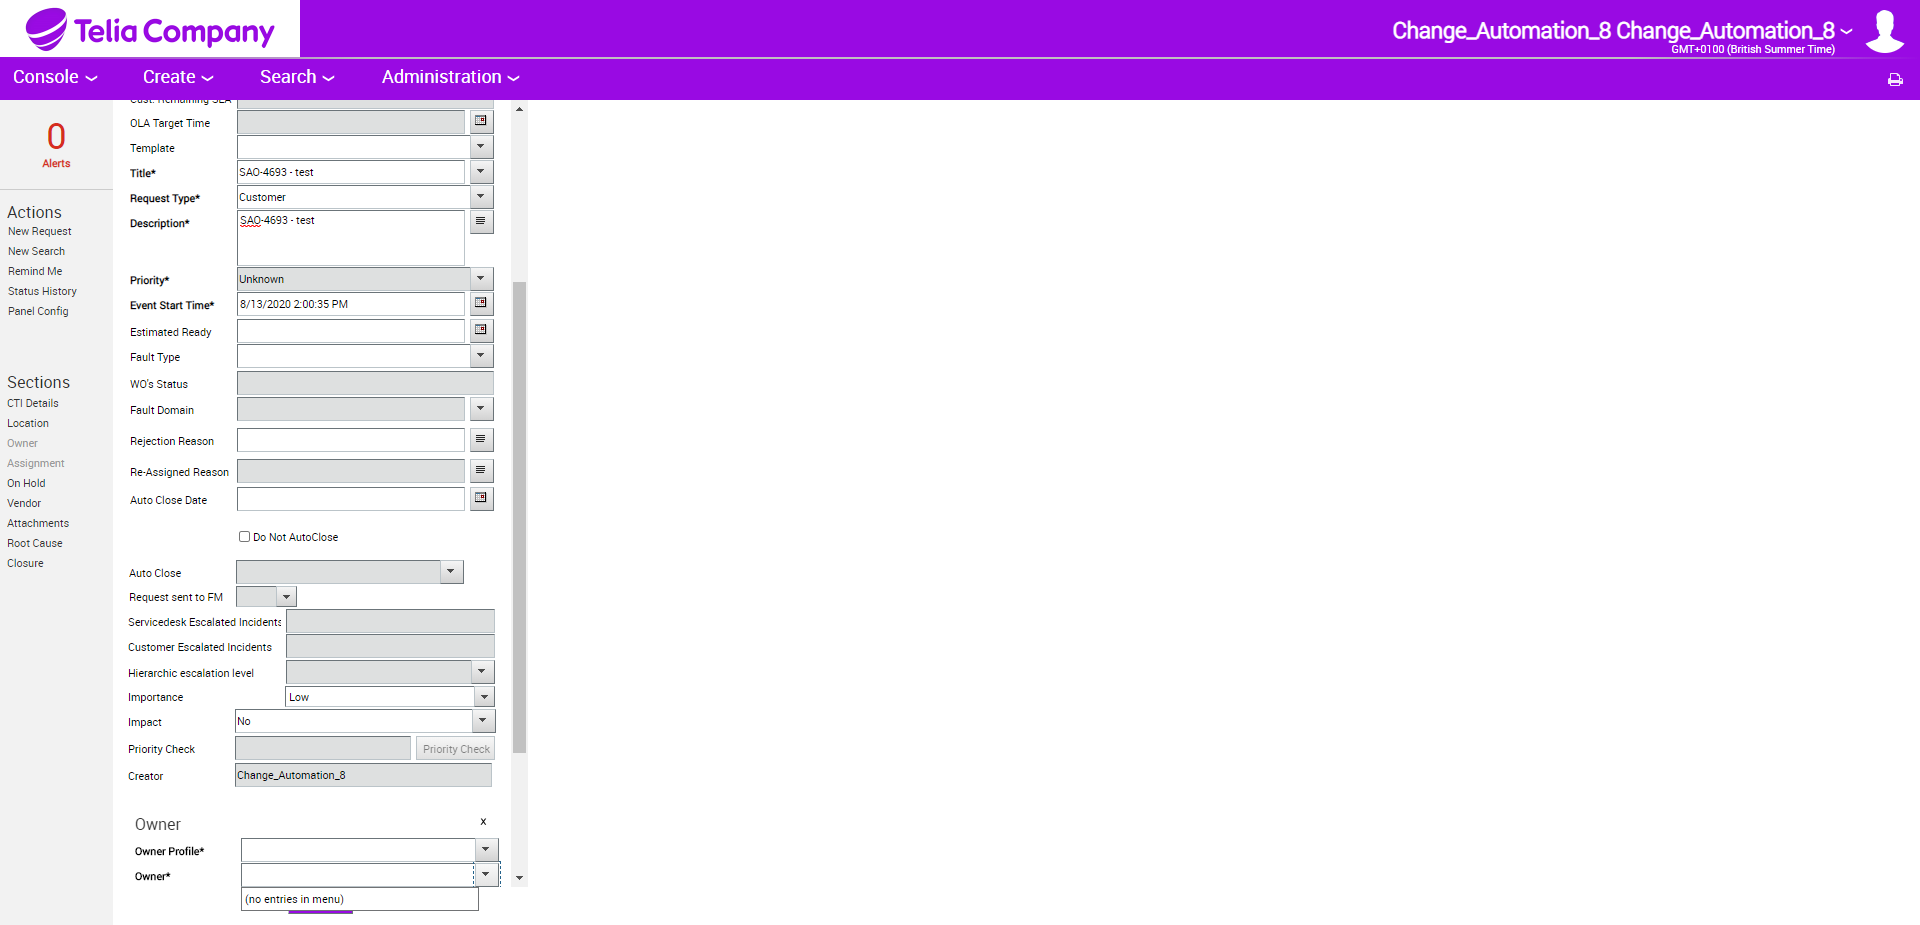 Telia Company
Change_Automation_8 Change_Automation_8
GMT+0100 (British Summer Time)
Console
Create
Search
Administration
0
Alerts
Actions
New Request
New Search
Remind Me
Status History
Panel Config
Sections
CTI Details
Location
Owner
Assignment
On Hold
Vendor
Attachments
Root Cause
Closure
Cust. Remaining SLA
OLA Target Time
Template
Title* SAO-4693 - test
Request Type* Customer
Description* SAO-4693 - test
Priority* Unknown
Event Start Time* 8/13/2020 2:00:35 PM
Estimated Ready
Fault Type
WO's Status
Fault Domain
Rejection Reason
Re-Assigned Reason
Auto Close Date
Do Not AutoClose
Auto Close
Request sent to FM
Servicedesk Escalated Incidents
Customer Escalated Incidents
Hierarchic escalation level
Importance Low
Impact No
Priority Check Priority Check
Creator Change_Automation_8
Owner x
Owner Profile*
Owner*
(no entries in menu)